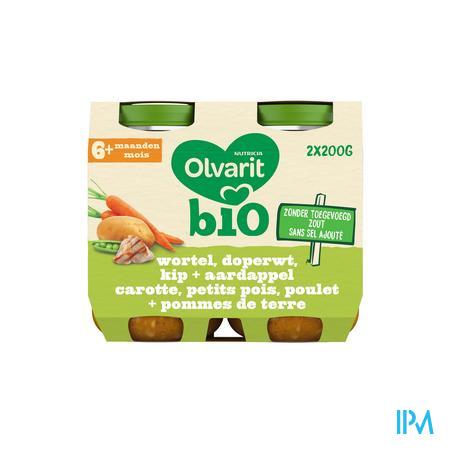 6+ maanden
mois
NUTRICIA
Olvarit
bio
2X200G
ZONDER TOEGEVOEGD
ZOUT
SANS SEL AJOUTÉ
wortel, doperwt,
kip + aardappel
carotte, petits pois, poulet
+ pommes de terre
IPM